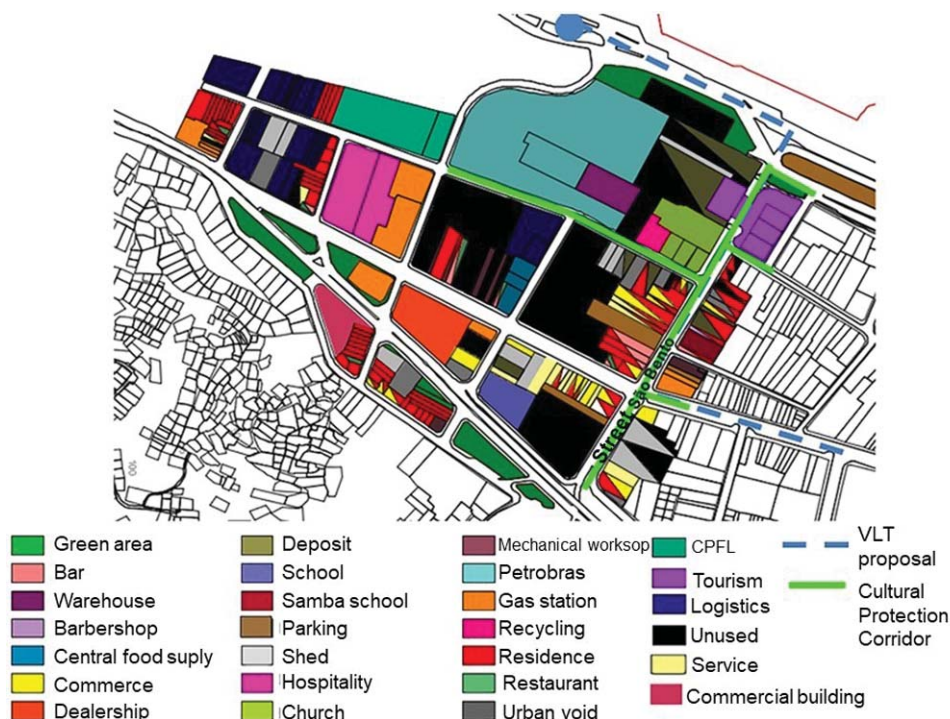 Street São Bento
100
Green area
Bar
Warehouse
Barbershop
Central food suply
Commerce
Dealership
Deposit
School
Samba school
Parking
Shed
Hospitality
Church
Mechanical worksop
Petrobras
Gas station
Recycling
Residence
Restaurant
Urban void
CPFL
Tourism
Logistics
Unused
Service
Commercial building
VLT
proposal
Cultural
Protection
Corridor